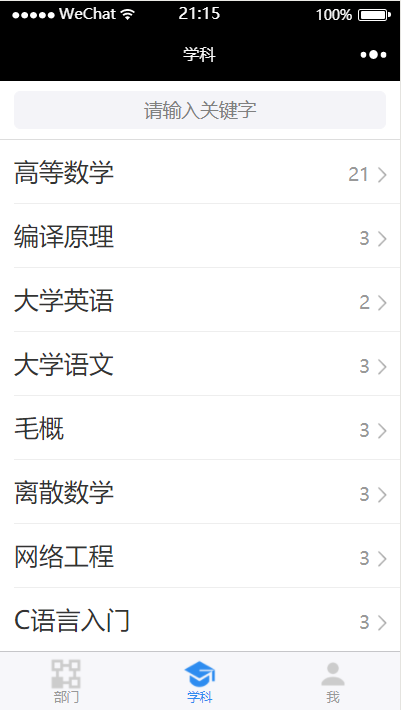 WeChat 21:15 100%
学科
请输入关键字
高等数学 21
编译原理 3
大学英语 2
大学语文 3
毛概 3
离散数学 3
网络工程 3
C语言入门 3
部门 学科 我